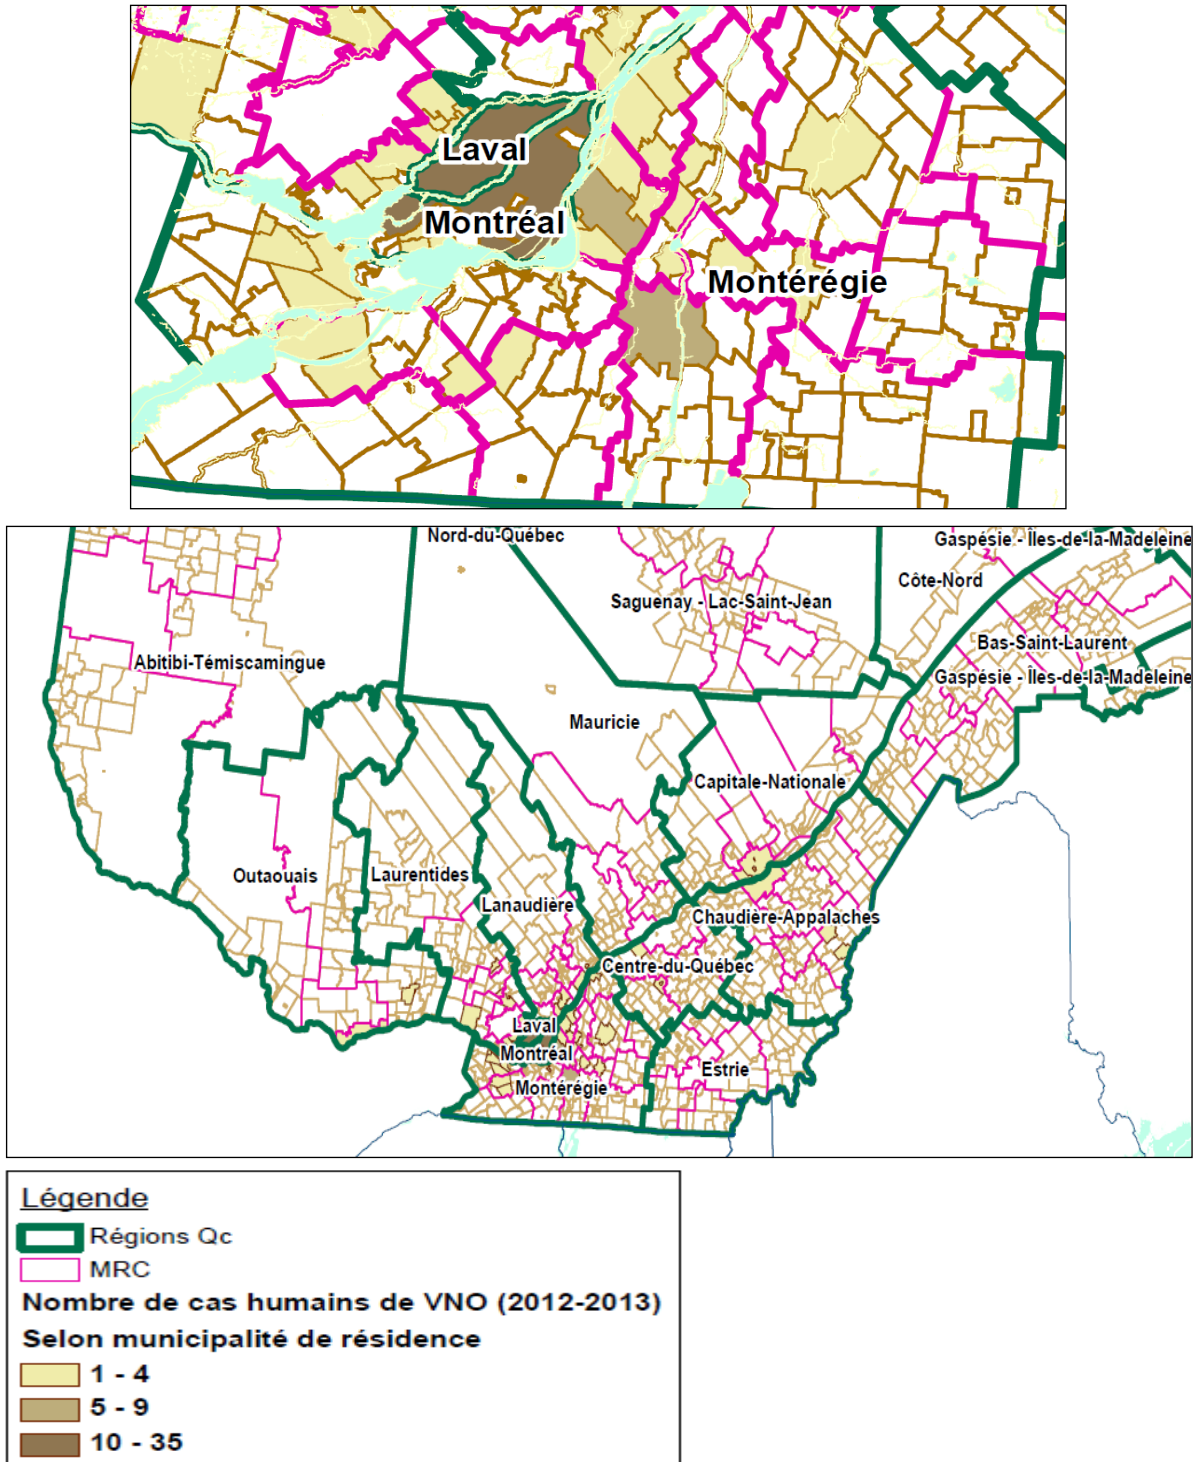 Laval
Montréal
Montérégie
Nord-du-Québec
Gaspésie - Îles-de-la-Madeleine
Côte-Nord
Saguenay - Lac-Saint-Jean
Bas-Saint-Laurent
Abitibi-Témiscamingue
Gaspésie - Îles-de-la-Madeleine
Mauricie
Capitale-Nationale
Outaouais
Laurentides
Lanaudière
Chaudière-Appalaches
Centre-du-Québec
Laval
Montréal
Estrie
Montérégie
Légende
Régions Qc
MRC
Nombre de cas humains de VNO (2012-2013)
Selon municipalité de résidence
1 - 4
5 - 9
10 - 35